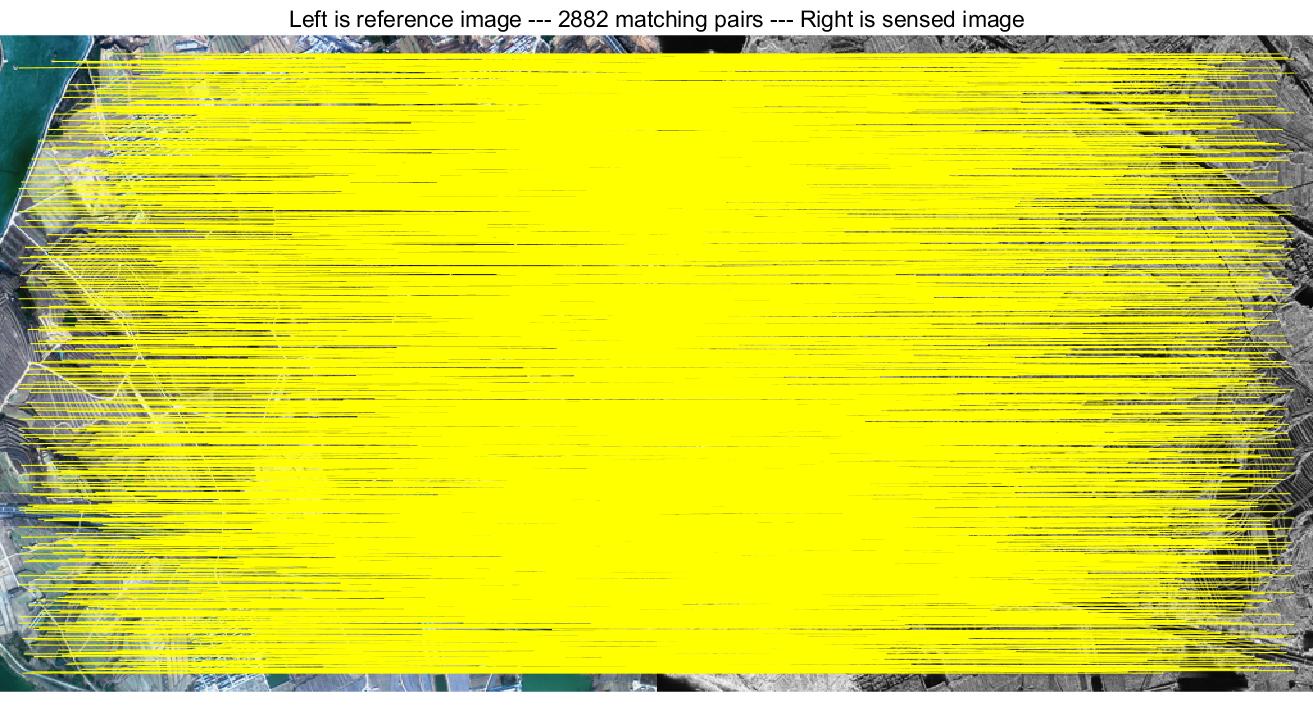 Left is reference image --- 2882 matching pairs --- Right is sensed image